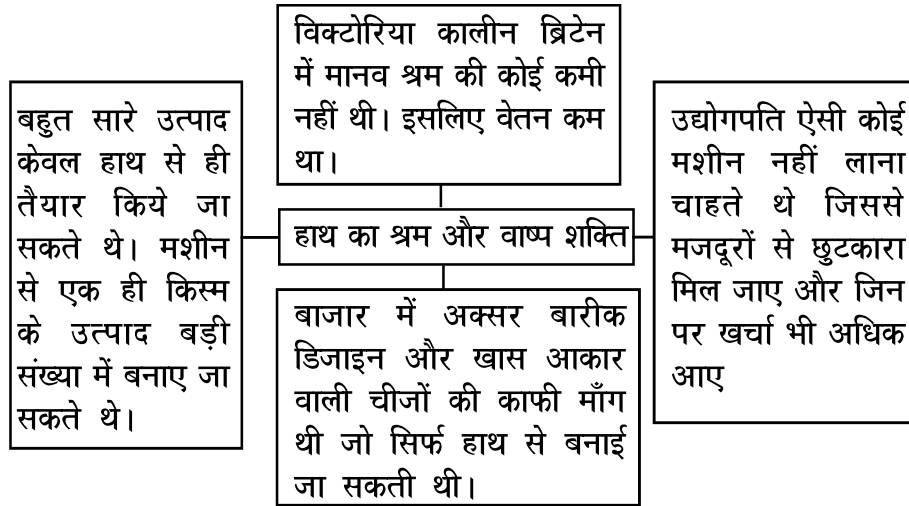 विक्टोरिया कालीन ब्रिटेन
में मानव श्रम की कोई कमी
नहीं थी। इसलिए वेतन कम
था।
बहुत सारे उत्पाद
केवल हाथ से ही
तैयार किये जा
सकते थे। मशीन
से एक ही किस्म
के उत्पाद बड़ी
संख्या में बनाए जा
सकते थे।
हाथ का श्रम और वाष्प शक्ति
उद्योगपति ऐसी कोई
मशीन नहीं लाना
चाहते थे जिससे
मजदूरों से छुटकारा
मिल जाए और जिन
पर खर्चा भी अधिक
आए
बाजार में अक्सर बारीक
डिजाइन और खास आकार
वाली चीजों की काफी माँग
थी जो सिर्फ हाथ से बनाई
जा सकती थी।